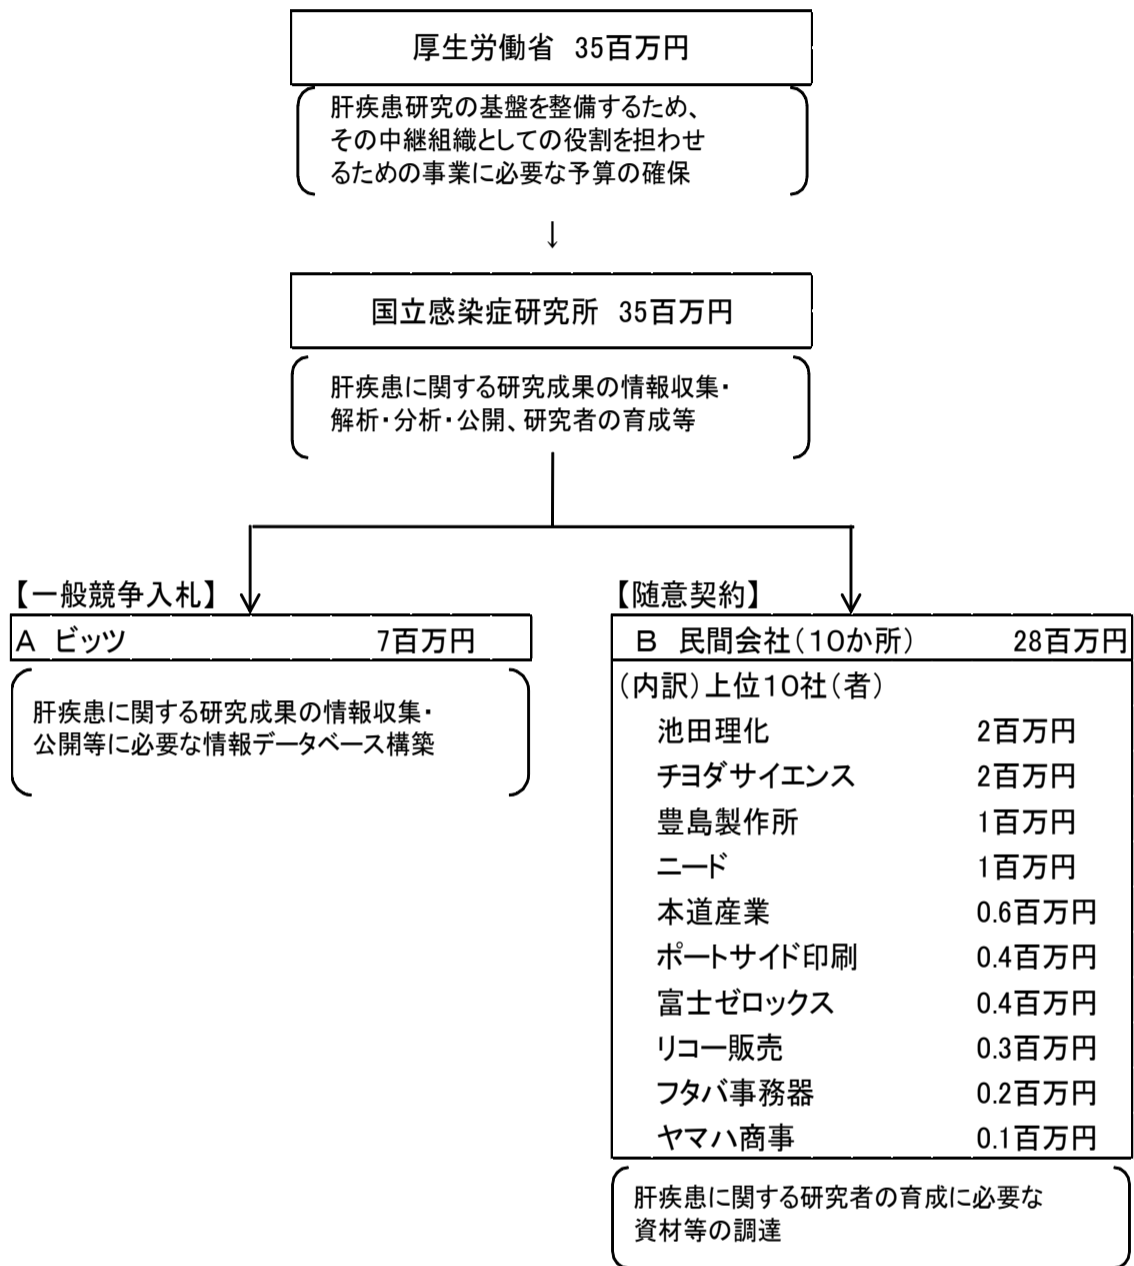 厚生労働省 35百万円
肝疾患研究の基盤を整備するため、
その中継組織としての役割を担わせ
るための事業に必要な予算の確保
↓
国立感染症研究所 35百万円
肝疾患に関する研究成果の情報収集・
解析・分析・公開、研究者の育成等
【一般競争入札】
A ビッツ 7百万円
肝疾患に関する研究成果の情報収集・
公開等に必要な情報データベース構築
【随意契約】
B 民間会社(10か所) 28百万円
(内訳)上位10社(者)
池田理化 2百万円
チヨダサイエンス 2百万円
豊島製作所 1百万円
ニード 1百万円
本道産業 0.6百万円
ポートサイド印刷 0.4百万円
富士ゼロックス 0.4百万円
リコー販売 0.3百万円
フタバ事務器 0.2百万円
ヤマハ商事 0.1百万円
肝疾患に関する研究者の育成に必要な
資材等の調達